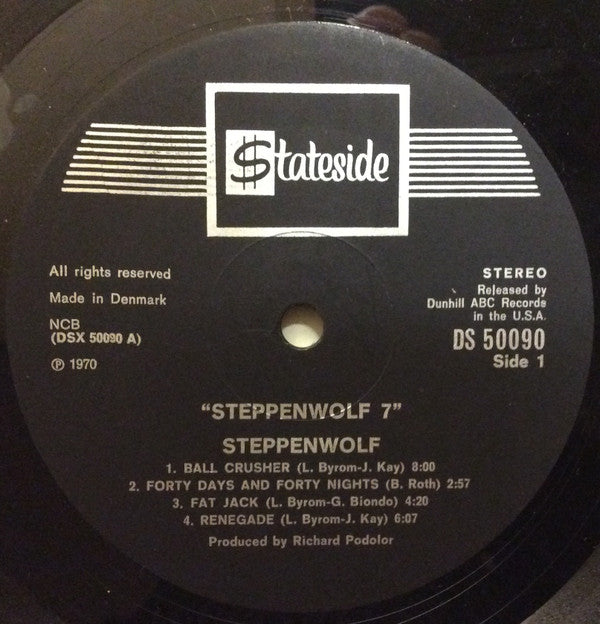 $tateside
All rights reserved
Made in Denmark
NCB
(DSX 50090 A)
℗ 1970
STEREO
Released by
Dunhill ABC Records
in the U.S.A.
DS 50090
Side 1
“STEPPENWOLF 7”
STEPPENWOLF
1. BALL CRUSHER (L. Byrom-J. Kay) 8:00
2. FORTY DAYS AND FORTY NIGHTS (B. Roth) 2:57
3. FAT JACK (L. Byrom-G. Biondo) 4:20
4. RENEGADE (L. Byrom-J. Kay) 6:07
Produced by Richard Podolor